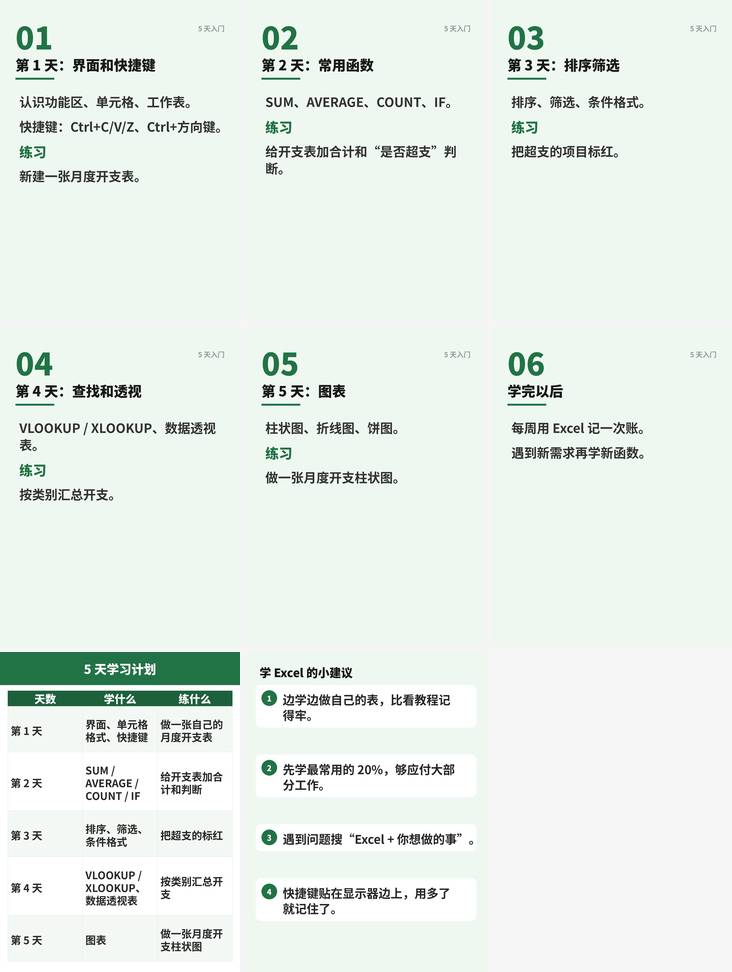 01
5 天入门
第 1 天：界面和快捷键
认识功能区、单元格、工作表。
快捷键：Ctrl+C/V/Z、Ctrl+方向键。
练习
新建一张月度开支表。
02
5 天入门
第 2 天：常用函数
SUM、AVERAGE、COUNT、IF。
练习
给开支表加合计和“是否超支”判
断。
03
5 天入门
第 3 天：排序筛选
排序、筛选、条件格式。
练习
把超支的项目标红。
04
5 天入门
第 4 天：查找和透视
VLOOKUP / XLOOKUP、数据透视
表。
练习
按类别汇总开支。
05
5 天入门
第 5 天：图表
柱状图、折线图、饼图。
练习
做一张月度开支柱状图。
06
5 天入门
学完以后
每周用 Excel 记一次账。
遇到新需求再学新函数。
5 天学习计划
天数 学什么 练什么
第 1 天
界面、单元格
格式、快捷键
做一张自己的
月度开支表
第 2 天
SUM /
AVERAGE /
COUNT / IF
给开支表加合
计和判断
第 3 天
排序、筛选、
条件格式
把超支的标红
第 4 天
VLOOKUP /
XLOOKUP、
数据透视表
按类别汇总开
支
第 5 天
图表
做一张月度开
支柱状图
学 Excel 的小建议
1 边学边做自己的表，比看教程记
得牢。
2 先学最常用的 20%，够应付大部
分工作。
3 遇到问题搜“Excel + 你想做的事”。
4 快捷键贴在显示器边上，用多了
就记住了。